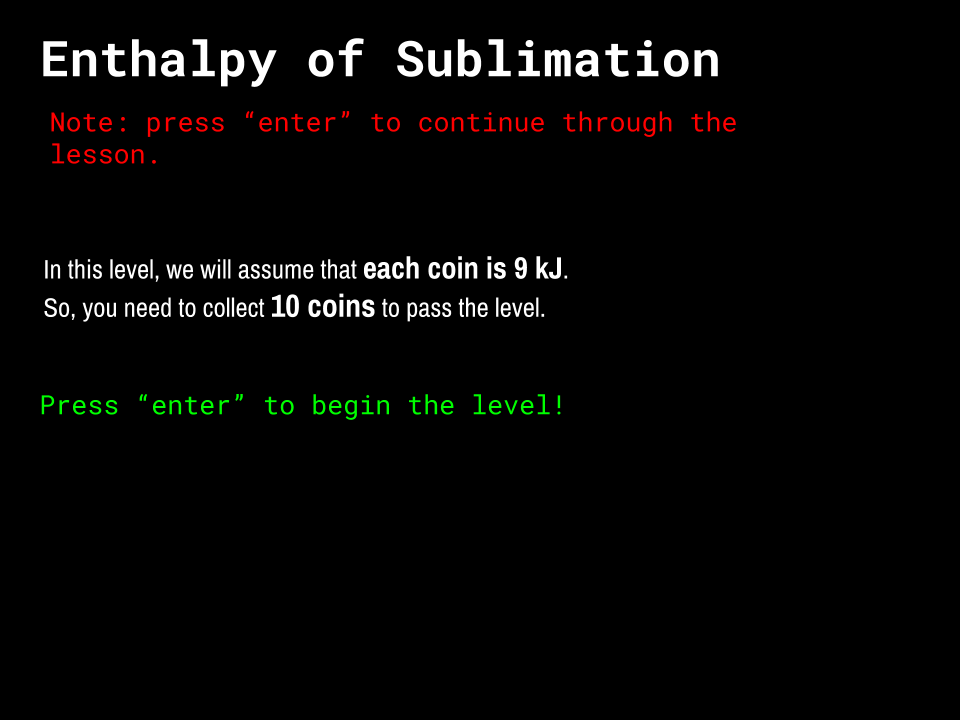 Enthalpy of Sublimation
Note: press “enter” to continue through the
lesson.
In this level, we will assume that each coin is 9 kJ.
So, you need to collect 10 coins to pass the level.
Press “enter” to begin the level!